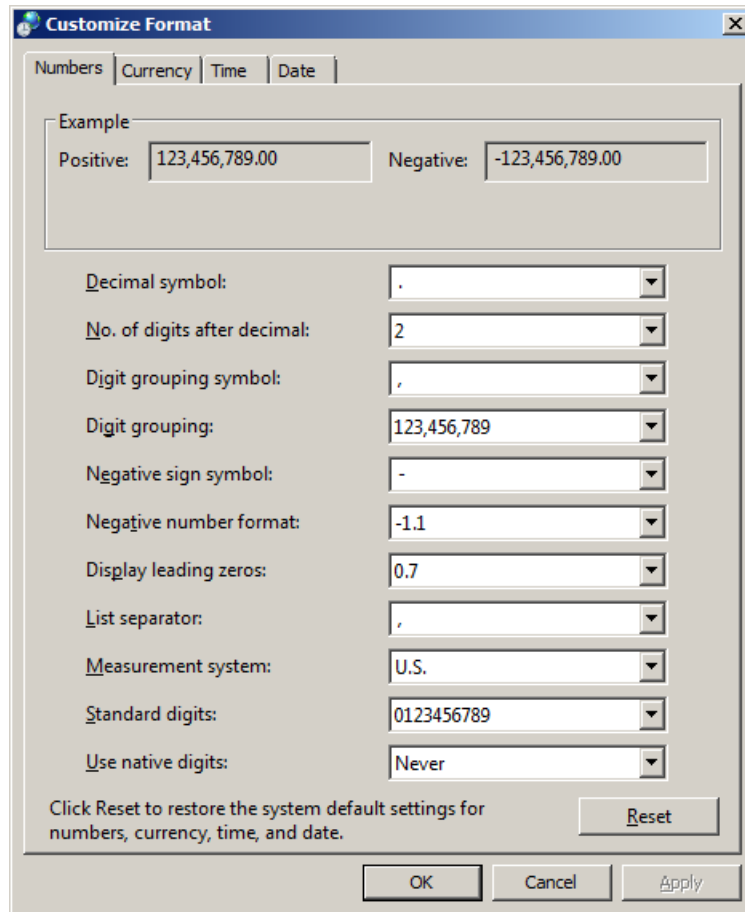 Customize Format
Numbers Currency Time Date
Example
Positive: 123,456,789.00 Negative: -123,456,789.00
Decimal symbol: .
No. of digits after decimal: 2
Digit grouping symbol: ,
Digit grouping: 123,456,789
Negative sign symbol: -
Negative number format: -1.1
Display leading zeros: 0.7
List separator: ,
Measurement system: U.S.
Standard digits: 0123456789
Use native digits: Never
Click Reset to restore the system default settings for
numbers, currency, time, and date.
Reset
OK Cancel Apply